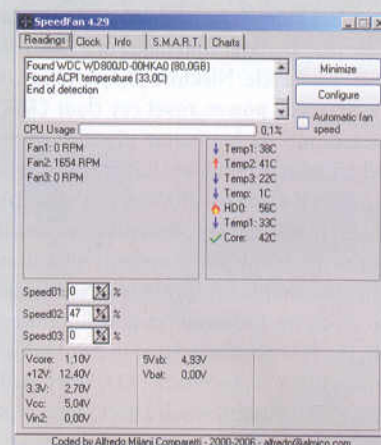 SpeedFan 4.29
Readings Clock Info S.M.A.R.T. Charts
Found WDC WD800JD-00HKA0 (80,0GB)
Found ACPI temperature (33,0C)
End of detection
Minimize
Configure
Automatic fan speed
CPU Usage 0,1%
Fan1: 0 RPM
Fan2: 1654 RPM
Fan3: 0 RPM
Temp1: 38C
Temp2: 41C
Temp3: 22C
Temp: 1C
HD0: 56C
Temp1: 33C
Core: 42C
Speed01: 0 %
Speed02: 47 %
Speed03: 0 %
Vcore: 1,10V
+12V: 12,40V
3.3V: 2,70V
Vcc: 5,04V
Vin2: 0,00V
5Vsb: 4,93V
Vbat: 0,00V
Coded by Alfredo Milani Comparetti - 2000-2006 - alfredo@almico.com